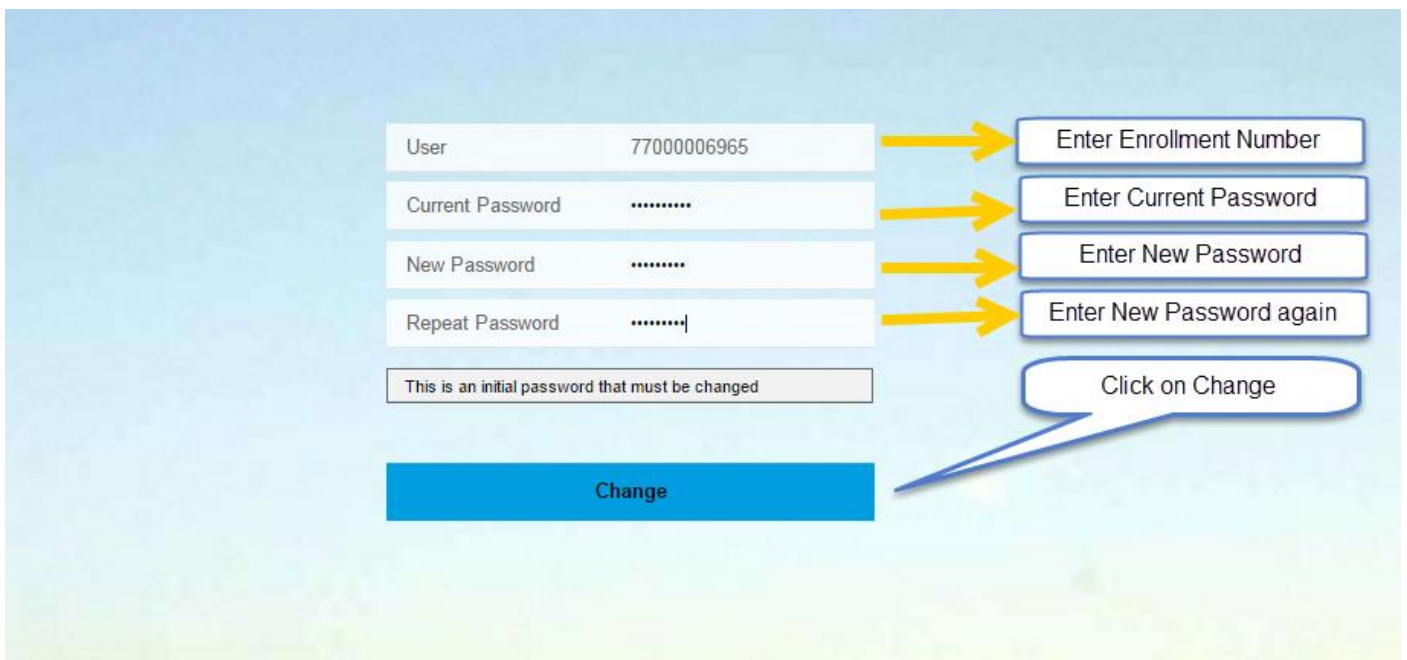 User 77000006965 Enter Enrollment Number
Current Password •••••••••• Enter Current Password
New Password ••••••••• Enter New Password
Repeat Password ••••••••• Enter New Password again
This is an initial password that must be changed
Click on Change
Change